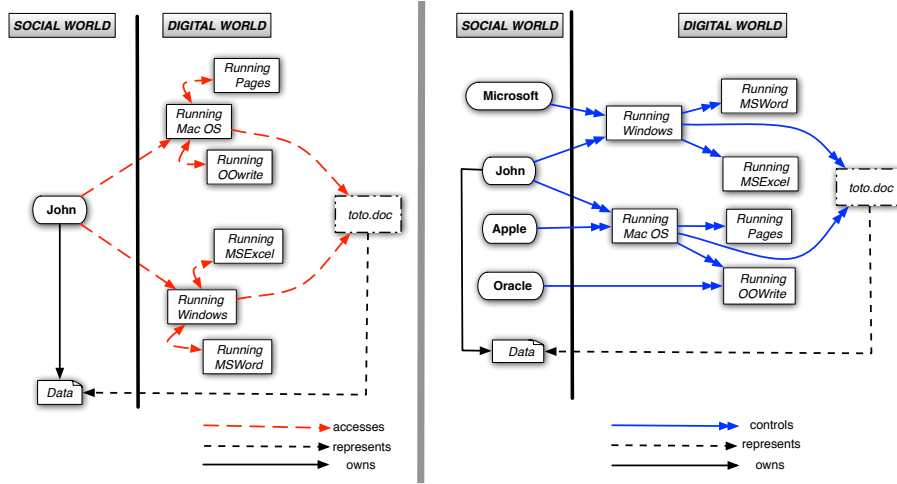 SOCIAL WORLD
DIGITAL WORLD
Running
Pages
Running
Mac OS
Running
OOwrite
John
toto.doc
Running
MSExcel
Running
Windows
Running
MSWord
Data
accesses
represents
owns
SOCIAL WORLD
DIGITAL WORLD
Microsoft
Running
MSWord
Running
Windows
John
Running
MSExcel
toto.doc
Apple
Running
Mac OS
Running
Pages
Oracle
Running
OOWrite
Data
controls
represents
owns